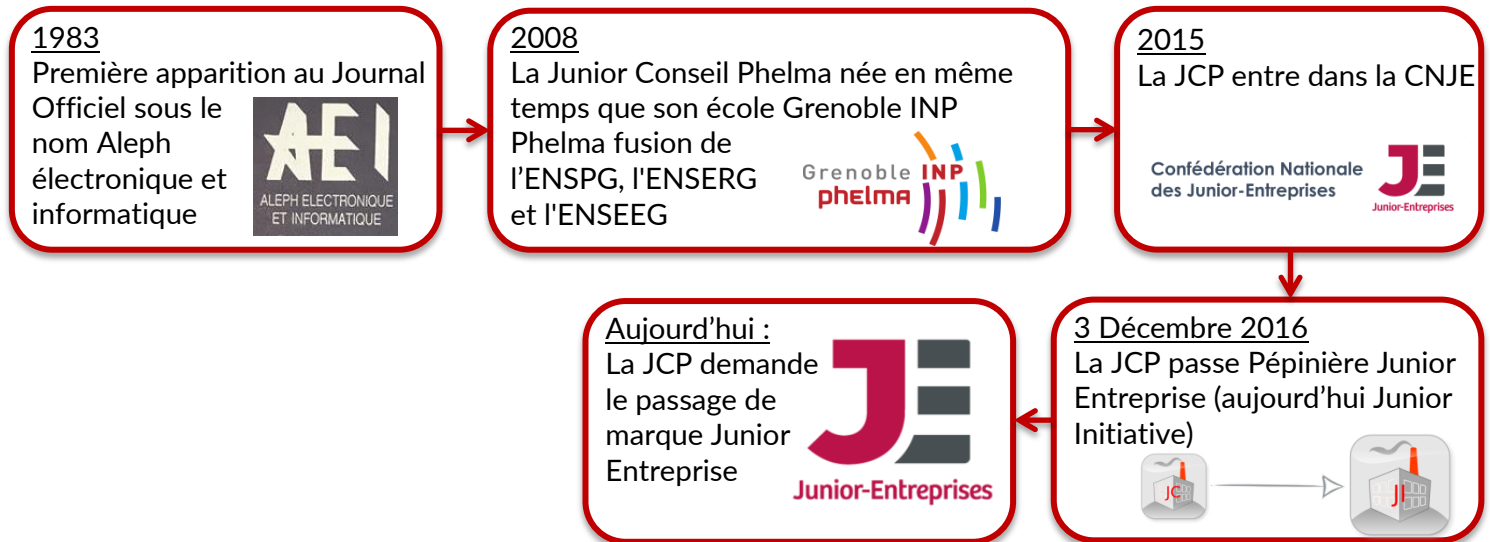 1983
Première apparition au Journal
Officiel sous le
nom Aleph
électronique et
informatique
AEI
ALEPH ELECTRONIQUE
ET INFORMATIQUE
2008
La Junior Conseil Phelma née en même
temps que son école Grenoble INP
Phelma fusion de
l’ENSPG, l'ENSERG
et l'ENSEEG
Grenoble INP
phelma
2015
La JCP entre dans la CNJE
Confédération Nationale
des Junior-Entreprises
JE
Junior-Entreprises
3 Décembre 2016
La JCP passe Pépinière Junior
Entreprise (aujourd’hui Junior
Initiative)
JC
JI
Aujourd’hui :
La JCP demande
le passage de
marque Junior
Entreprise
JE
Junior-Entreprises